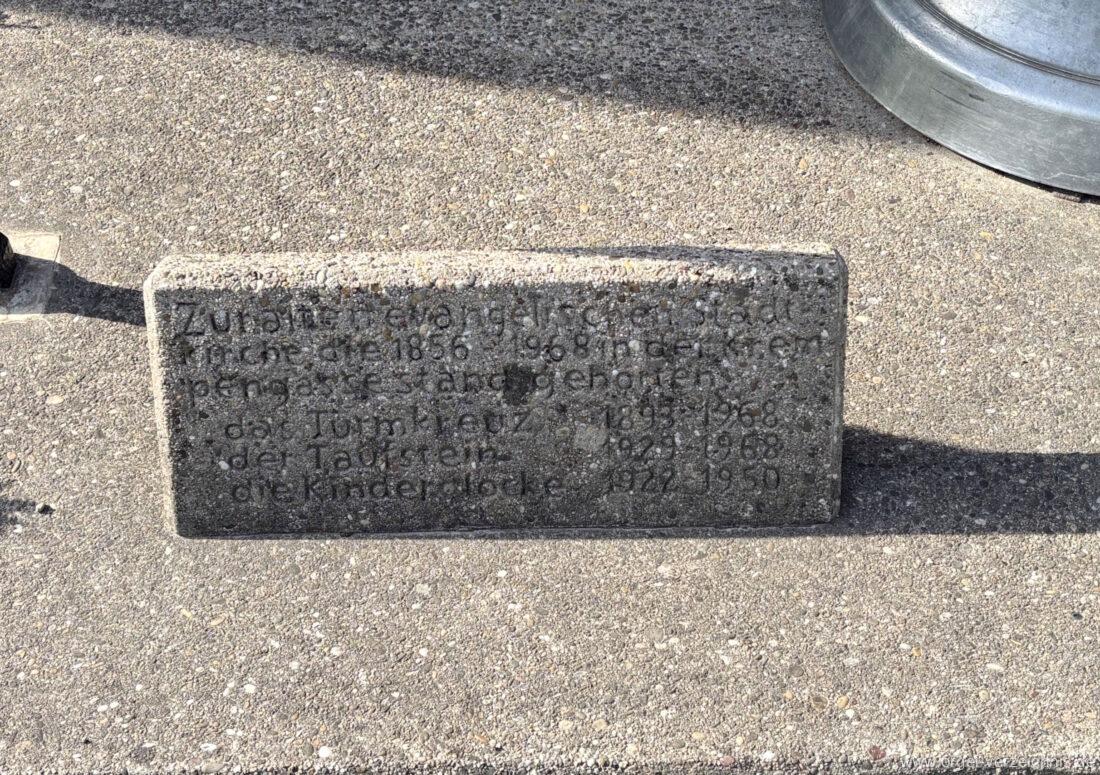 Zur alten evangelischen Stadt-
kirche die 1856 - 1968 in der Krem
pengasse stand gehörten
das Turmkreuz 1893-1968
der Taufstein 1929-1968
die Kinderglocke 1922-1950
www.orgel-verzeichnis.de